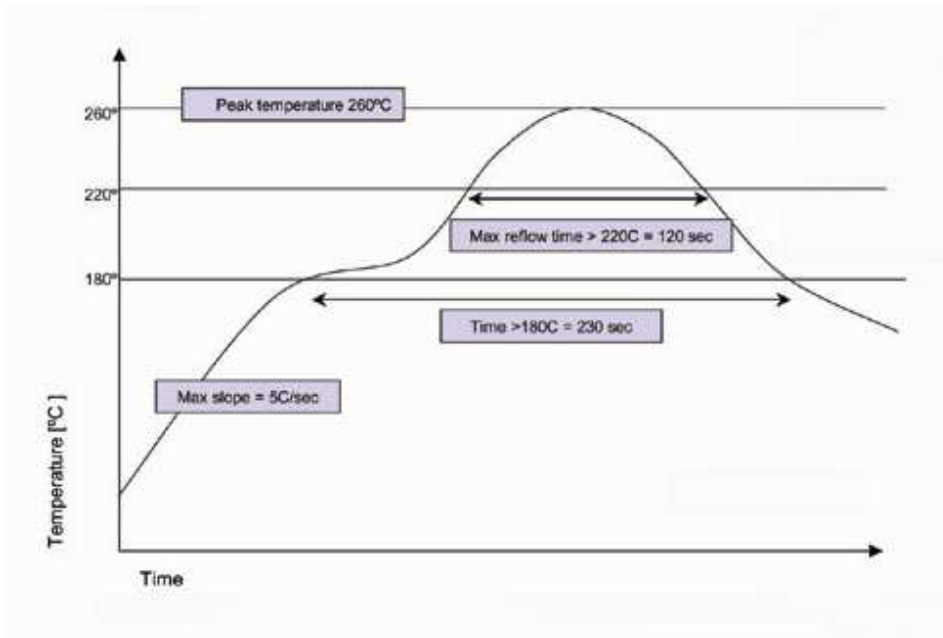 Peak temperature 260ºC
260º
220º
Max reflow time > 220C = 120 sec
180º
Time >180C = 230 sec
Max slope = 5C/sec
Temperature [ºC ]
Time